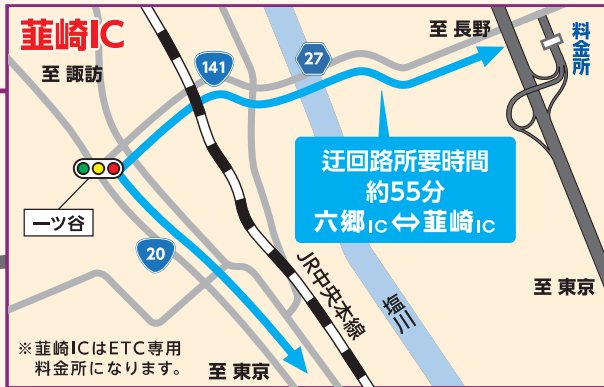 韮崎IC
至 諏訪
141
27
至 長野
料金所
迂回路所要時間
約55分
六郷IC⇔韮崎IC
一ツ谷
20
JR中央本線
塩川
至 東京
※韮崎ICはETC専用
料金所になります。
至 東京